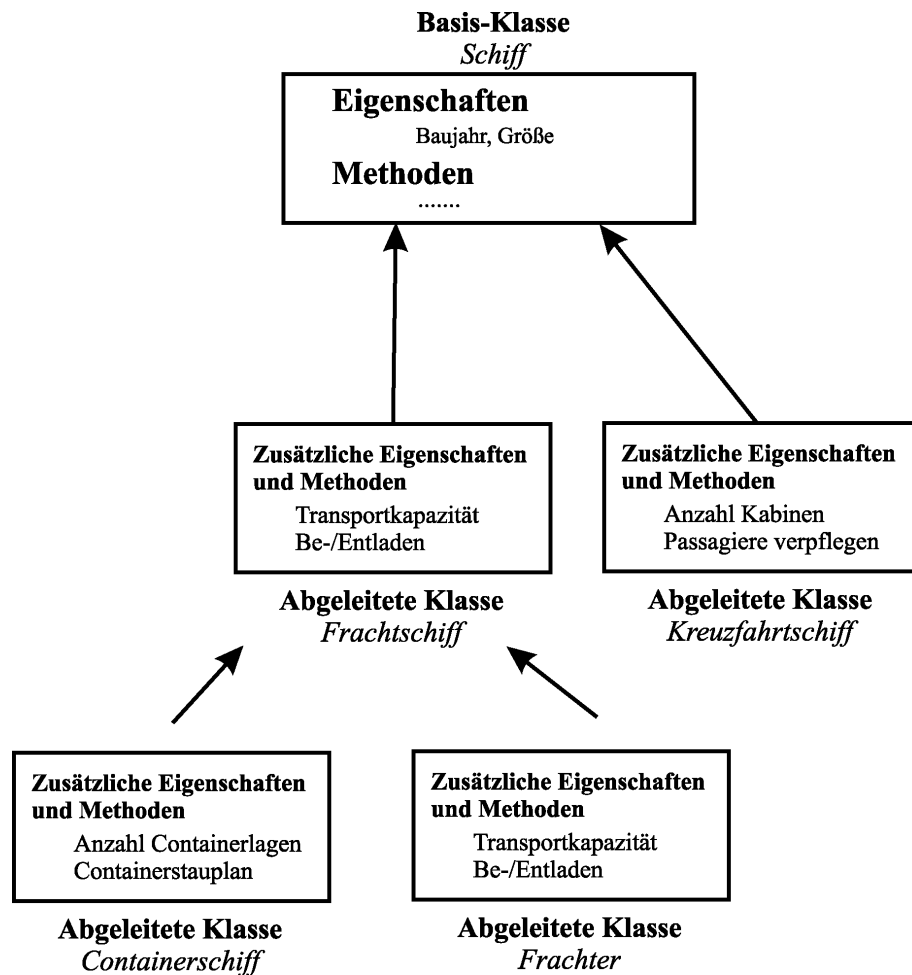 Basis-Klasse
Schiff
Eigenschaften
Baujahr, Größe
Methoden
.......
Zusätzliche Eigenschaften
und Methoden
Transportkapazität
Be-/Entladen
Abgeleitete Klasse
Frachtschiff
Zusätzliche Eigenschaften
und Methoden
Anzahl Kabinen
Passagiere verpflegen
Abgeleitete Klasse
Kreuzfahrtschiff
Zusätzliche Eigenschaften
und Methoden
Anzahl Containerlagen
Containerstauplan
Abgeleitete Klasse
Containerschiff
Zusätzliche Eigenschaften
und Methoden
Transportkapazität
Be-/Entladen
Abgeleitete Klasse
Frachter